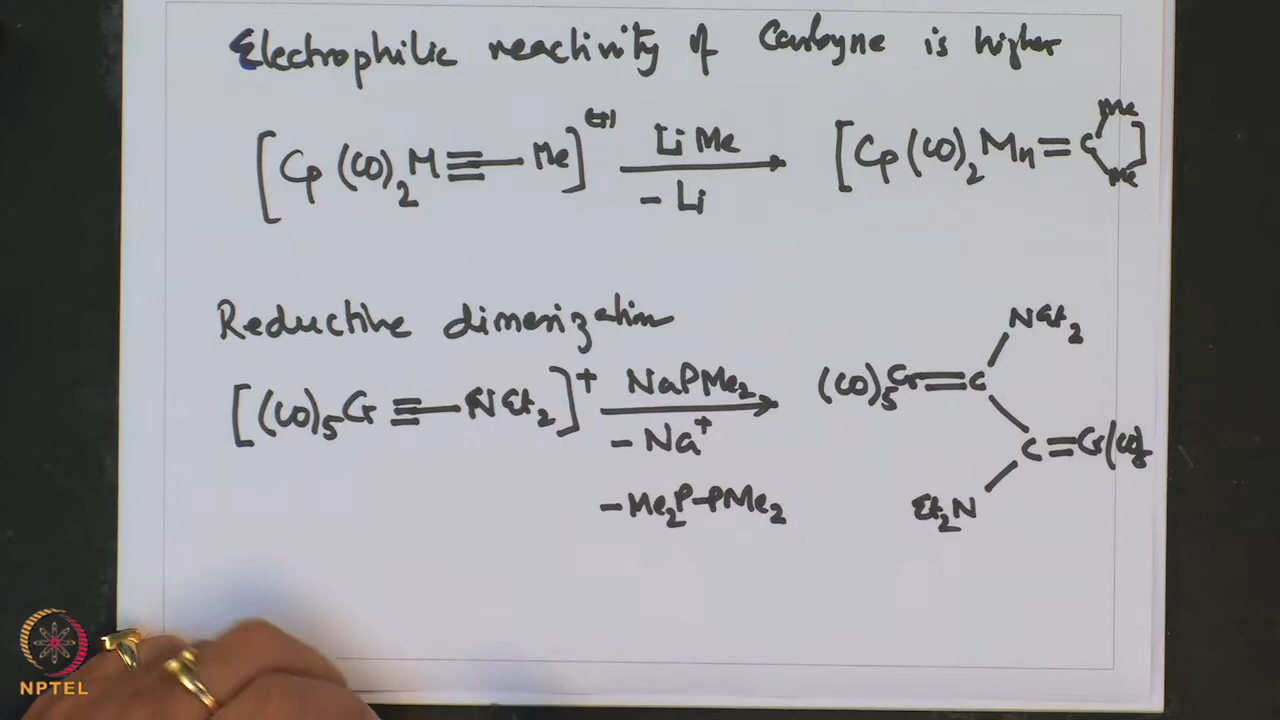 Electrophilic reactivity of Carbyne is higher
[Cp(CO)2M≡—Me](+) LiMe [Cp(CO)2Mn=C Me
- Li Me]
Reductive dimerization
NEt2
[(CO)5Cr≡—NEt2]+ NaPMe2 (CO)5Cr=C
- Na+ C=Cr(CO)5
-Me2P-PMe2 Et2N
NPTEL